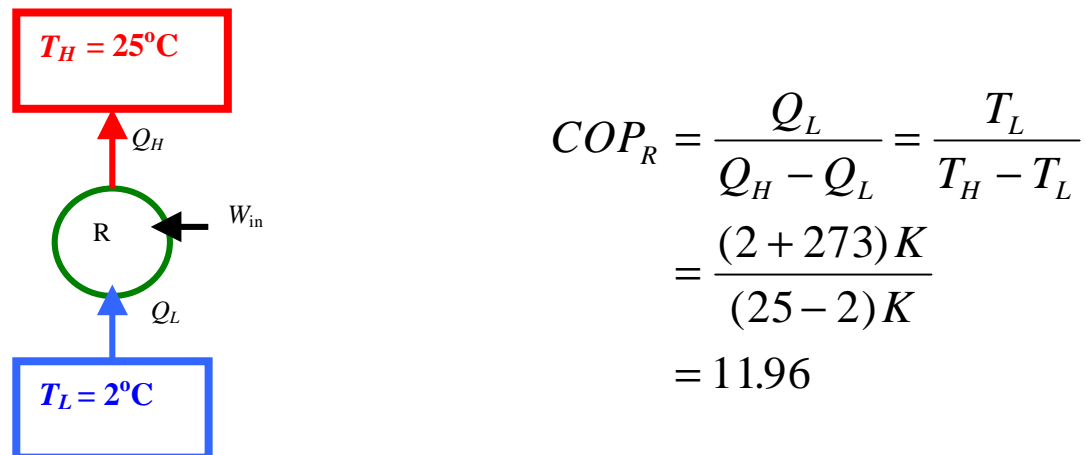 T_H = 25°C
Q_H
R
W_in
Q_L
T_L = 2°C
COP_R = Q_L / (Q_H − Q_L) = T_L / (T_H − T_L)
= (2 + 273) K / (25 − 2) K
= 11.96